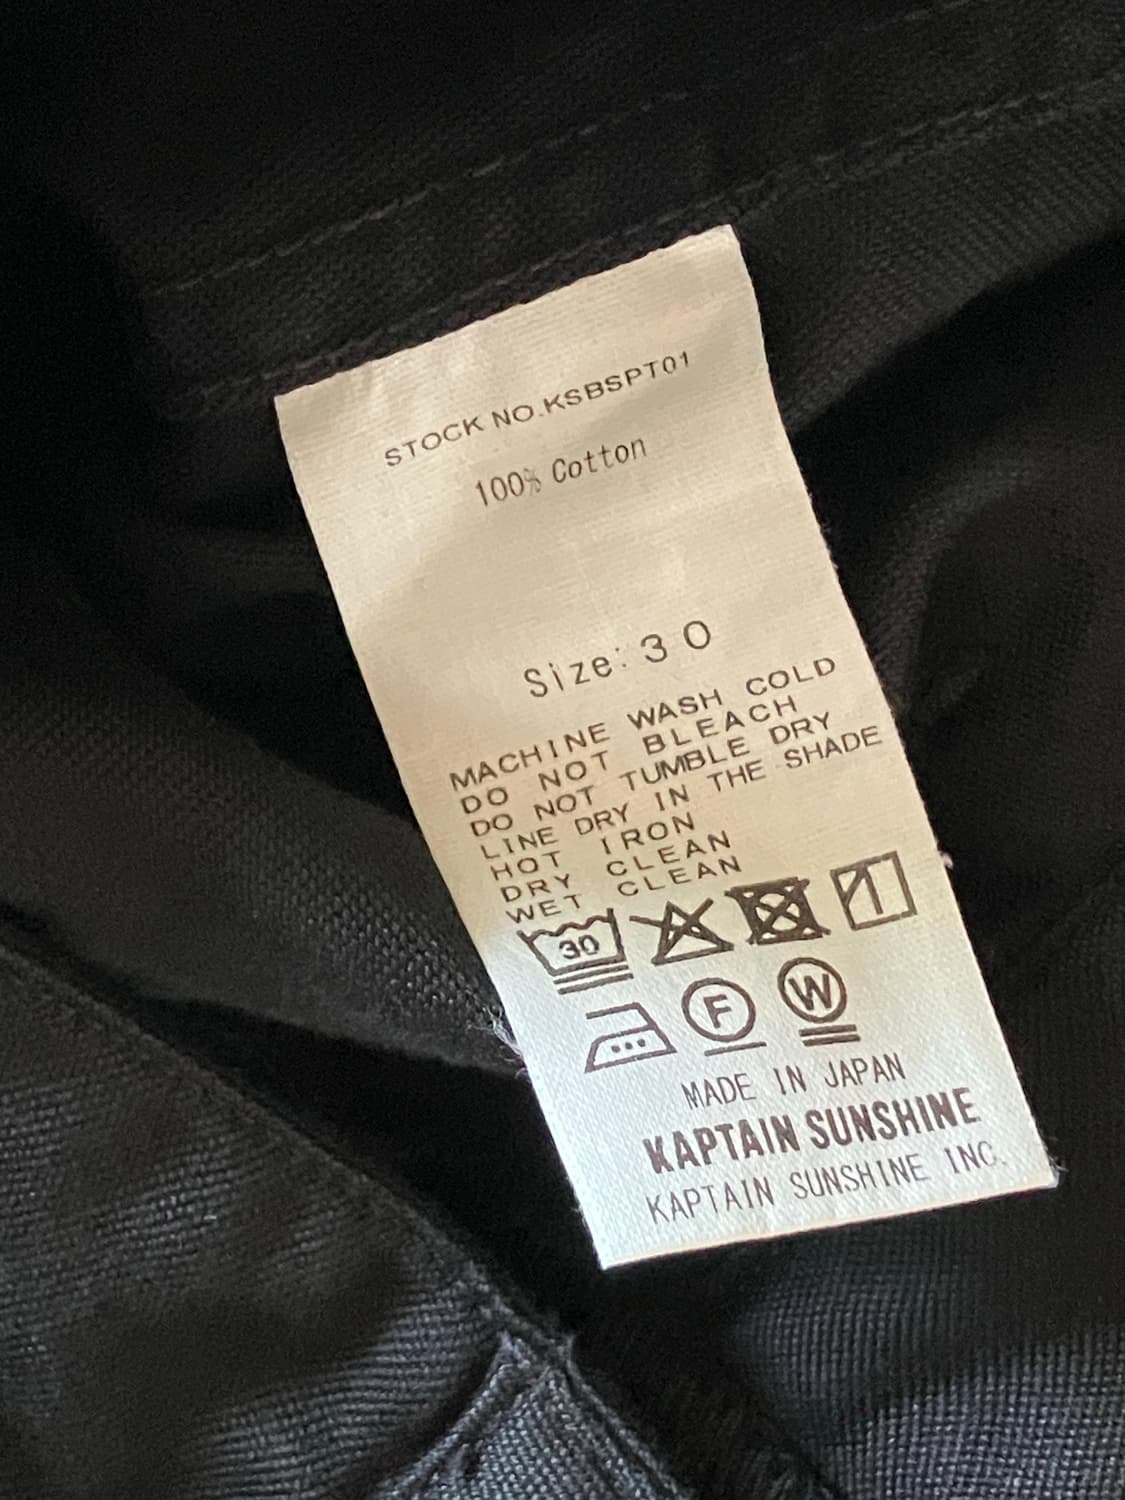 STOCK NO.KSBSPT01
100% Cotton
Size:30
MACHINE WASH COLD
DO NOT BLEACH
DO NOT TUMBLE DRY
LINE DRY IN THE SHADE
HOT IRON
DRY CLEAN
WET CLEAN
30
F W
MADE IN JAPAN
KAPTAIN SUNSHINE
KAPTAIN SUNSHINE INC.